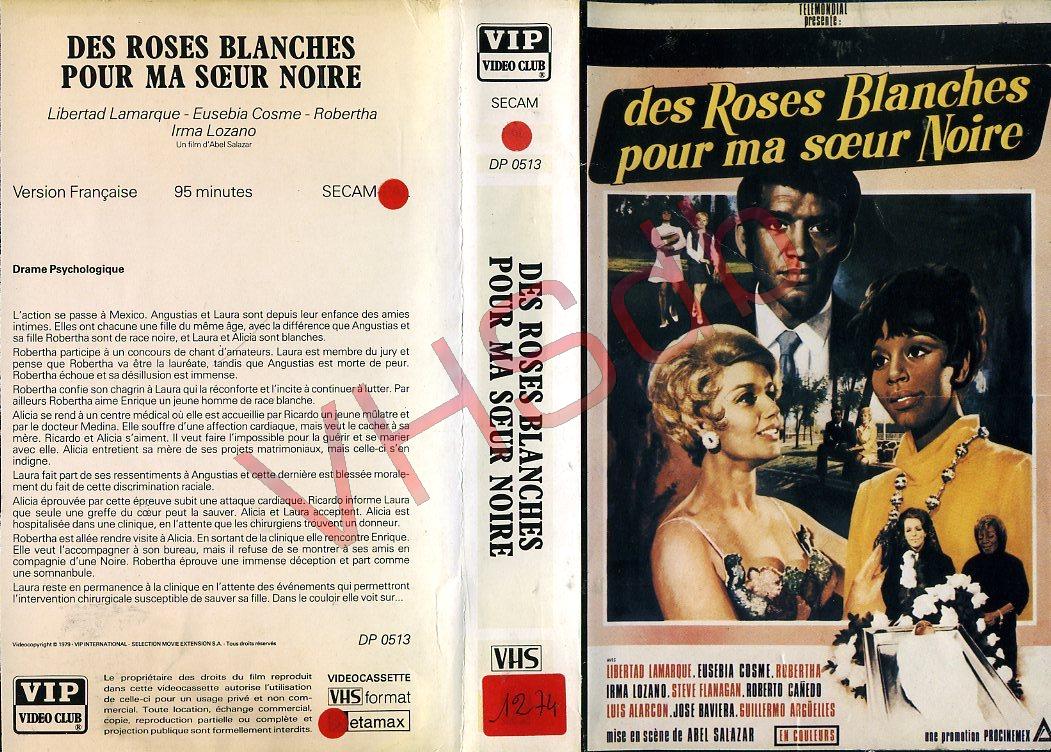 DES ROSES BLANCHES
POUR MA SŒUR NOIRE
Libertad Lamarque - Eusebia Cosme - Robertha
Irma Lozano
Un film d'Abel Salazar
Version Française 95 minutes SECAM
Drame Psychologique
L'action se passe à Mexico. Angustias et Laura sont depuis leur enfance des amies
intimes. Elles ont chacune une fille du même âge, avec la différence que Angustias et
sa fille Robertha sont de race noire, et Laura et Alicia sont blanches.
Robertha participe à un concours de chant d'amateurs. Laura est membre du jury et
pense que Robertha va être la lauréate, tandis que Angustias est morte de peur.
Robertha échoue et sa désillusion est immense.
Robertha confie son chagrin à Laura qui la réconforte et l'incite à continuer à lutter. Par
ailleurs Robertha aime Enrique un jeune homme de race blanche.
Alicia se rend à un centre médical où elle est accueillie par Ricardo un jeune mulâtre et
par le docteur Medina. Elle souffre d'une affection cardiaque, mais veut le cacher à sa
mère. Ricardo et Alicia s'aiment. Il veut faire l'impossible pour la guérir et se marier
avec elle. Alicia entretient sa mère de ses projets matrimoniaux, mais celle-ci s'en
indigne.
Laura fait part de ses ressentiments à Angustias et cette dernière est blessée morale-
ment du fait de cette discrimination raciale.
Alicia éprouvée par cette épreuve subit une attaque cardiaque. Ricardo informe Laura
que seule une greffe du cœur peut la sauver. Alicia et Laura acceptent. Alicia est
hospitalisée dans une clinique, en l'attente que les chirurgiens trouvent un donneur.
Robertha est allée rendre visite à Alicia. En sortant de la clinique elle rencontre Enrique.
Elle veut l'accompagner à son bureau, mais il refuse de se montrer à ses amis en
compagnie d'une Noire. Robertha éprouve une immense déception et part comme
une somnanbule.
Laura reste en permanence à la clinique en l'attente des événements qui permettront
l'intervention chirurgicale susceptible de sauver sa fille. Dans le couloir elle voit sur...
Videocopyright © 1979 - VIP INTERNATIONAL - SELECTION MOVIE EXTENSION S.A. - Tous droits réservés
DP 0513
VIP
VIDEO CLUB®
Le propriétaire des droits du film reproduit
dans cette videocassette autorise l'utilisation
de celle-ci pour un usage privé et non com-
mercial. Toute location, échange commercial,
copie, reproduction partielle ou complète et
projection publique sont formellement interdits.
VIDEOCASSETTE
VHS format
etamax
VIP
VIDEO CLUB
®
SECAM
DP 0513
DES ROSES BLANCHES
POUR MA SŒUR NOIRE
VHS
1274
TELEMONDIAL
présente:
des Roses Blanches
pour ma sœur Noire
avec
LIBERTAD LAMARQUE. EUSEBIA COSME. ROBERTHA
IRMA LOZANO. STEVE FLANAGAN. ROBERTO CAÑEDO
LUIS ALARCON. JOSE BAVIERA. GUILLERMO ARGÜELLES
mise en scène de ABEL SALAZAR EN COULEURS
une promotion PROCINEMEX
VHSdb